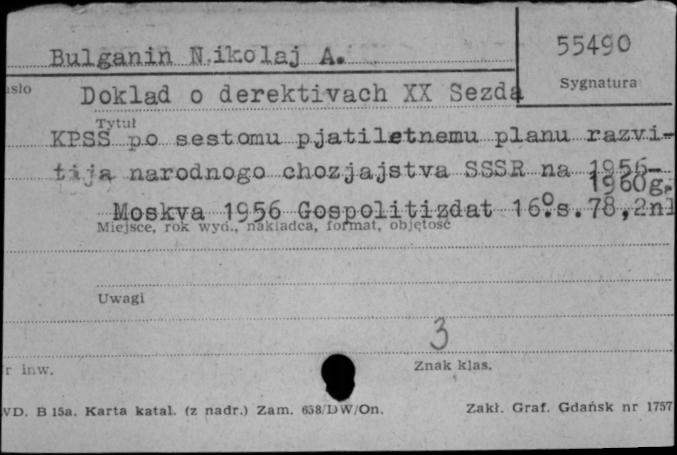 Bulganin Nikolaj A.
55490
Sygnatura
Doklad o derektivach XX Sezda
Tytuł
KPSS po sestomu pjatiletnemu planu razvi-
tija narodnogo chozjajstva SSSR na 1956-
1960g.
Moskva 1956 Gospolitizdat 16° s.78,2nl
Miejsce, rok wyd., nakładca, format, objętość
Uwagi
3
r inw.
Znak klas.
WD. B 15a. Karta katal. (z nadr.) Zam. 638/DW/On.
Zakł. Graf. Gdańsk nr 1757